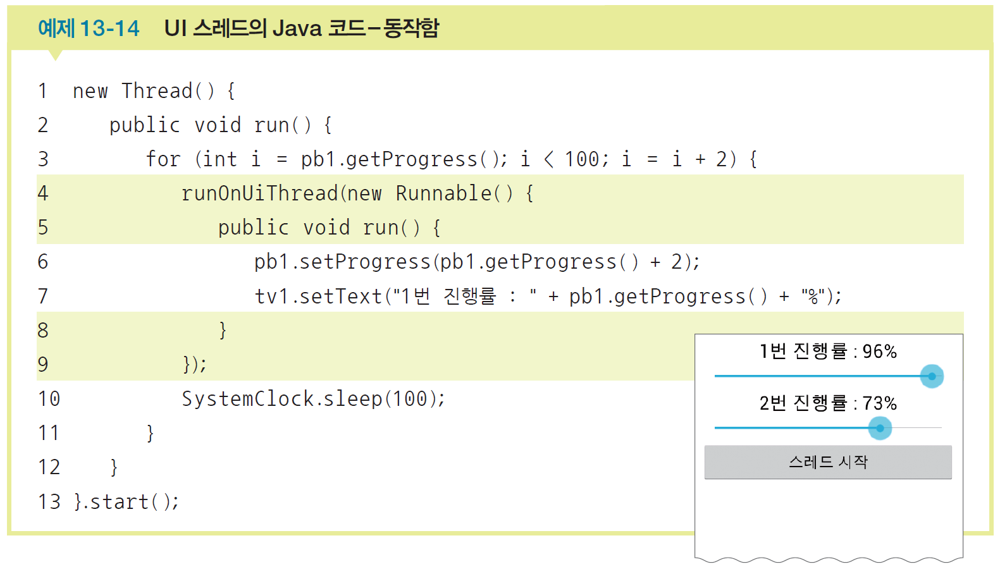 예제 13-14 UI 스레드의 Java 코드-동작함
1 new Thread() {
2 public void run() {
3 for (int i = pb1.getProgress(); i < 100; i = i + 2) {
4 runOnUiThread(new Runnable() {
5 public void run() {
6 pb1.setProgress(pb1.getProgress() + 2);
7 tv1.setText("1번 진행률 : " + pb1.getProgress() + "%");
8 }
9 });
10 SystemClock.sleep(100);
11 }
12 }
13 }.start();
1번 진행률 : 96%
2번 진행률 : 73%
스레드 시작